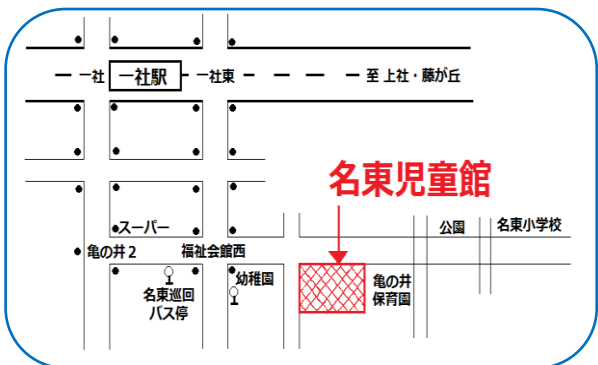 一社
一社駅
一社東
至 上社・藤が丘
名東児童館
スーパー
公園
名東小学校
亀の井2
福祉会館西
幼稚園
名東巡回
バス停
亀の井
保育園